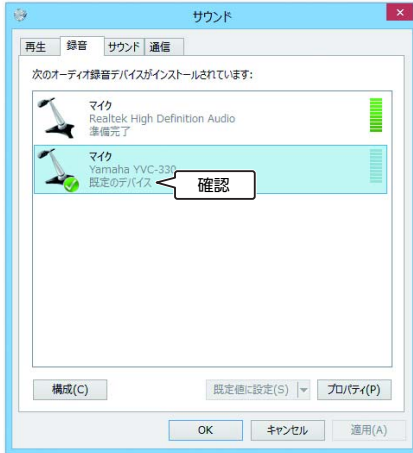 サウンド
再生 録音 サウンド 通信
次のオーディオ録音デバイスがインストールされています:
マイク
Realtek High Definition Audio
準備完了
マイク
Yamaha YVC-330
既定のデバイス
確認
構成(C) 既定値に設定(S) プロパティ(P)
OK キャンセル 適用(A)